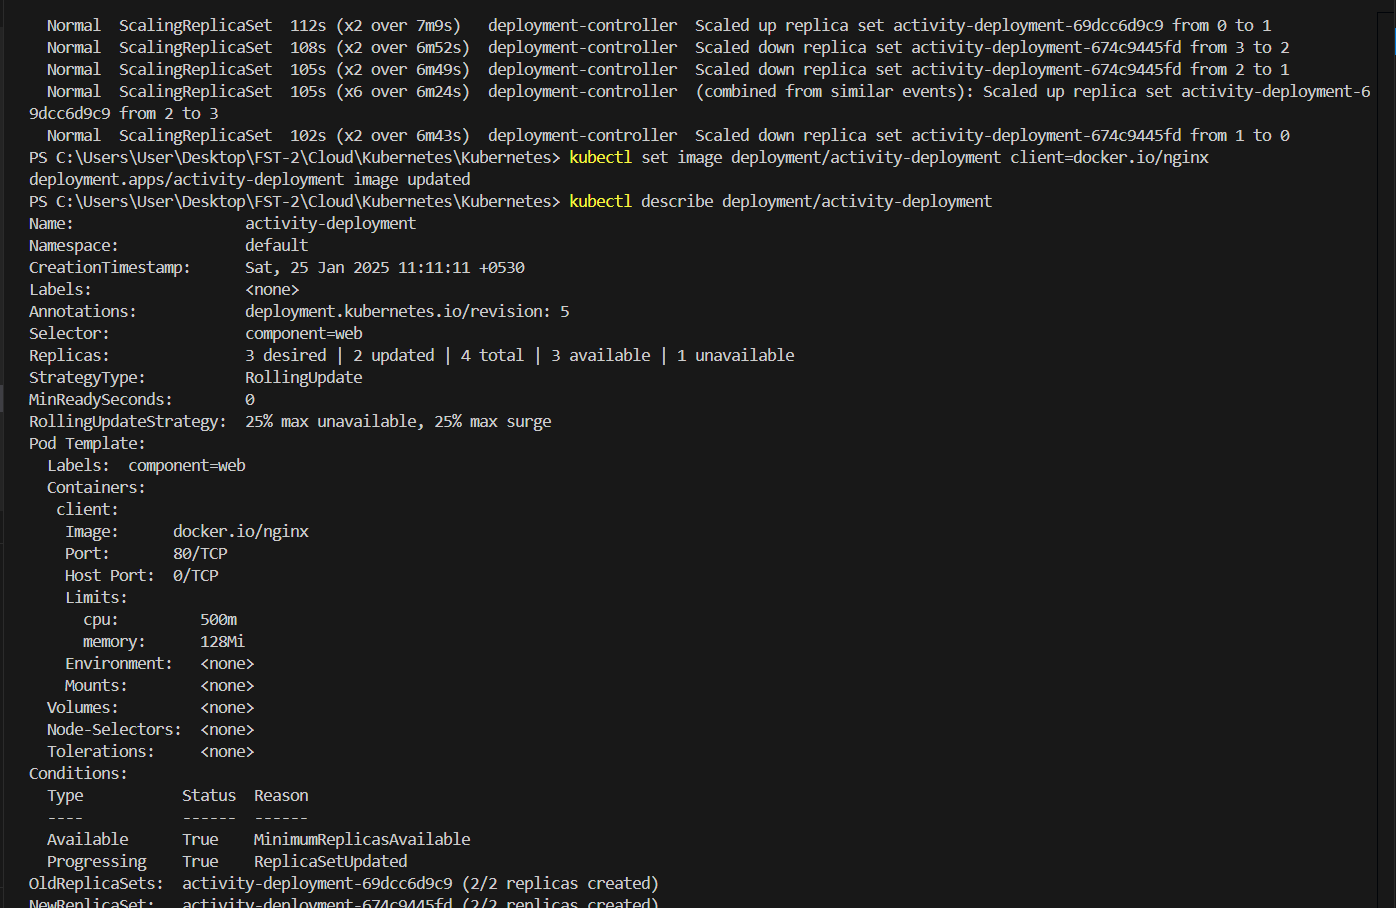 Normal  ScalingReplicaSet  112s (x2 over 7m9s)   deployment-controller  Scaled up replica set activity-deployment-69dcc6d9c9 from 0 to 1
Normal  ScalingReplicaSet  108s (x2 over 6m52s)  deployment-controller  Scaled down replica set activity-deployment-674c9445fd from 3 to 2
Normal  ScalingReplicaSet  105s (x2 over 6m49s)  deployment-controller  Scaled down replica set activity-deployment-674c9445fd from 2 to 1
Normal  ScalingReplicaSet  105s (x6 over 6m24s)  deployment-controller  (combined from similar events): Scaled up replica set activity-deployment-6
9dcc6d9c9 from 2 to 3
Normal  ScalingReplicaSet  102s (x2 over 6m43s)  deployment-controller  Scaled down replica set activity-deployment-674c9445fd from 1 to 0
PS C:\Users\User\Desktop\FST-2\Cloud\Kubernetes\Kubernetes> kubectl set image deployment/activity-deployment client=docker.io/nginx
deployment.apps/activity-deployment image updated
PS C:\Users\User\Desktop\FST-2\Cloud\Kubernetes\Kubernetes> kubectl describe deployment/activity-deployment
Name:                   activity-deployment
Namespace:              default
CreationTimestamp:      Sat, 25 Jan 2025 11:11:11 +0530
Labels:                 <none>
Annotations:            deployment.kubernetes.io/revision: 5
Selector:               component=web
Replicas:               3 desired | 2 updated | 4 total | 3 available | 1 unavailable
StrategyType:           RollingUpdate
MinReadySeconds:        0
RollingUpdateStrategy:  25% max unavailable, 25% max surge
Pod Template:
Labels:  component=web
Containers:
client:
Image:      docker.io/nginx
Port:       80/TCP
Host Port:  0/TCP
Limits:
cpu:         500m
memory:      128Mi
Environment:   <none>
Mounts:        <none>
Volumes:         <none>
Node-Selectors:  <none>
Tolerations:     <none>
Conditions:
Type           Status  Reason
----           ------  ------
Available      True    MinimumReplicasAvailable
Progressing    True    ReplicaSetUpdated
OldReplicaSets:  activity-deployment-69dcc6d9c9 (2/2 replicas created)
NewReplicaSet:   activity-deployment-674c9445fd (2/2 replicas created)